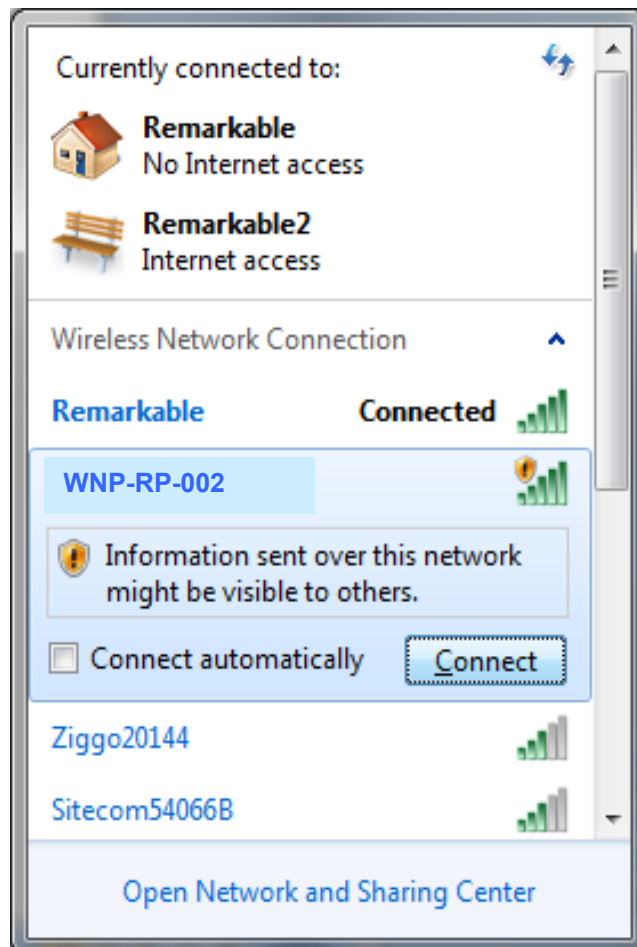 Currently connected to:
Remarkable
No Internet access
Remarkable2
Internet access
Wireless Network Connection
Remarkable Connected
WNP-RP-002
Information sent over this network
might be visible to others.
Connect automatically Connect
Ziggo20144
Sitecom54066B
Open Network and Sharing Center